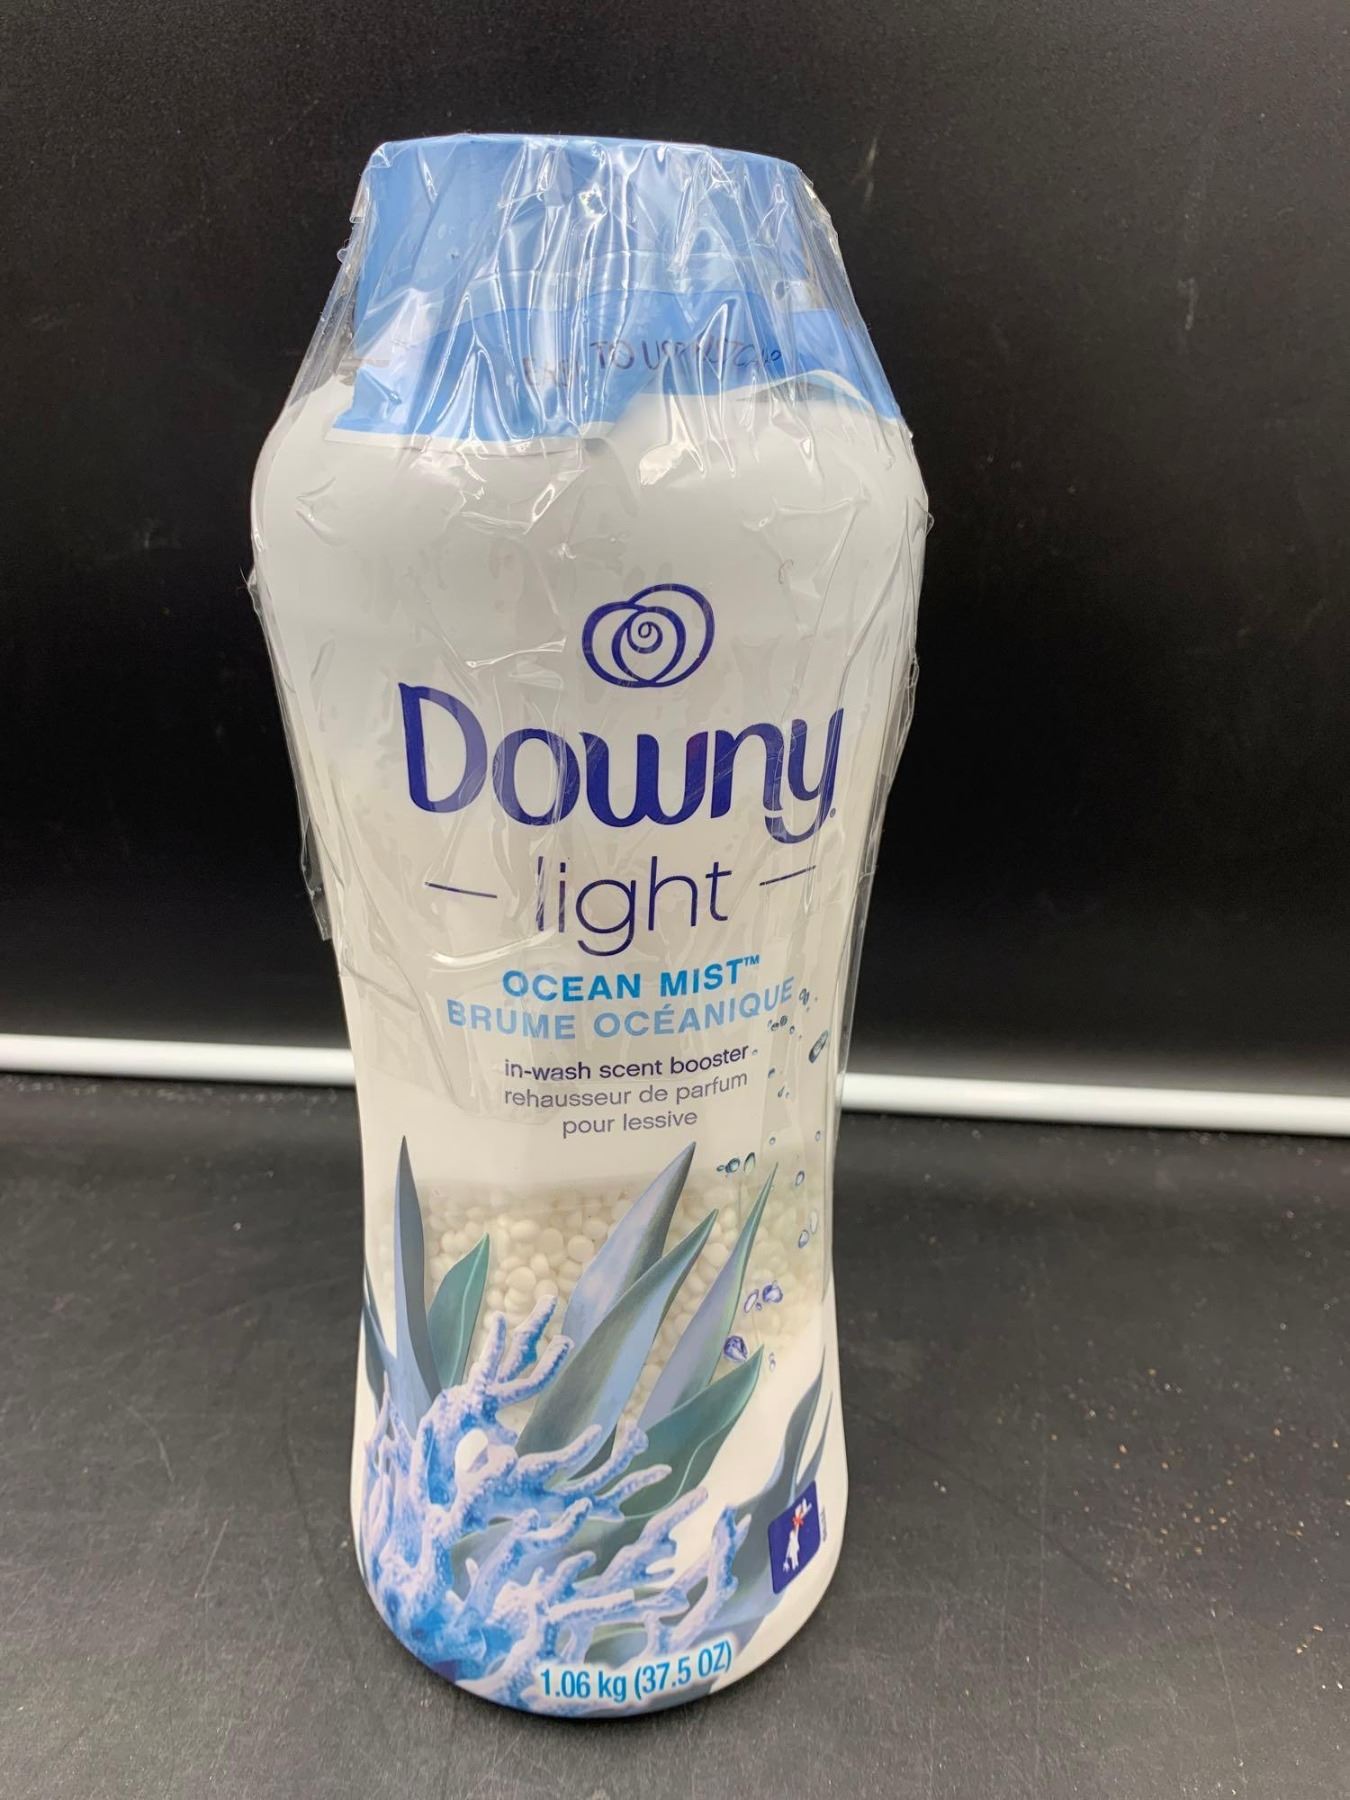 TO
Downy
light
OCEAN MIST™
BRUME OCÉANIQUE
in-wash scent booster
rehausseur de parfum
pour lessive
1.06 kg (37.5 OZ)